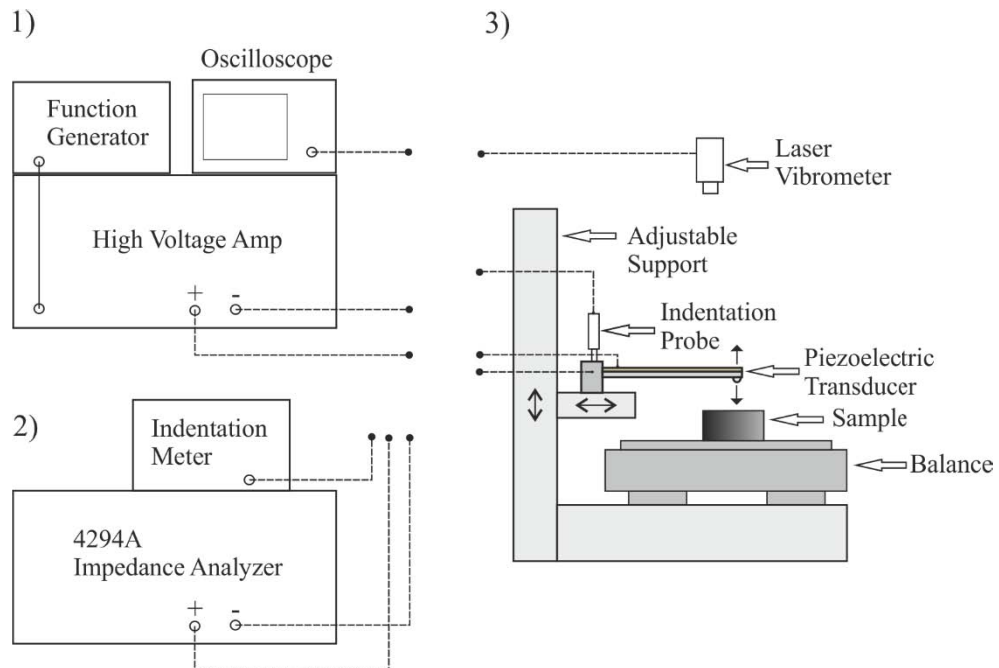 1)
Oscilloscope
Function
Generator
High Voltage Amp
+ -
2)
Indentation
Meter
4294A
Impedance Analyzer
+ -
3)
Laser
Vibrometer
Adjustable
Support
Indentation
Probe
Piezoelectric
Transducer
Sample
Balance